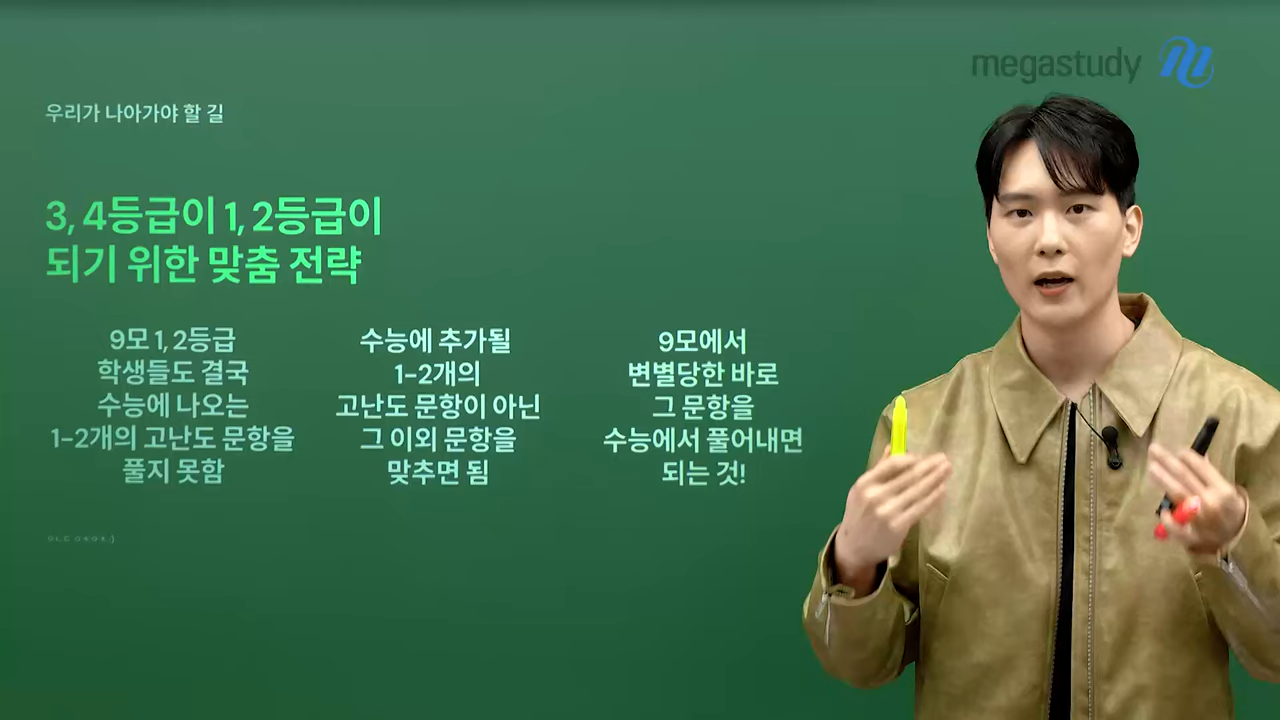 megastudy
우리가 나아가야 할 길
3, 4등급이 1, 2등급이
되기 위한 맞춤 전략
9모 1, 2등급
학생들도 결국
수능에 나오는
1-2개의 고난도 문항을
풀지 못함
수능에 추가될
1-2개의
고난도 문항이 아닌
그 이외 문항을
맞추면 됨
9모에서
변별당한 바로
그 문항을
수능에서 풀어내면
되는 것!